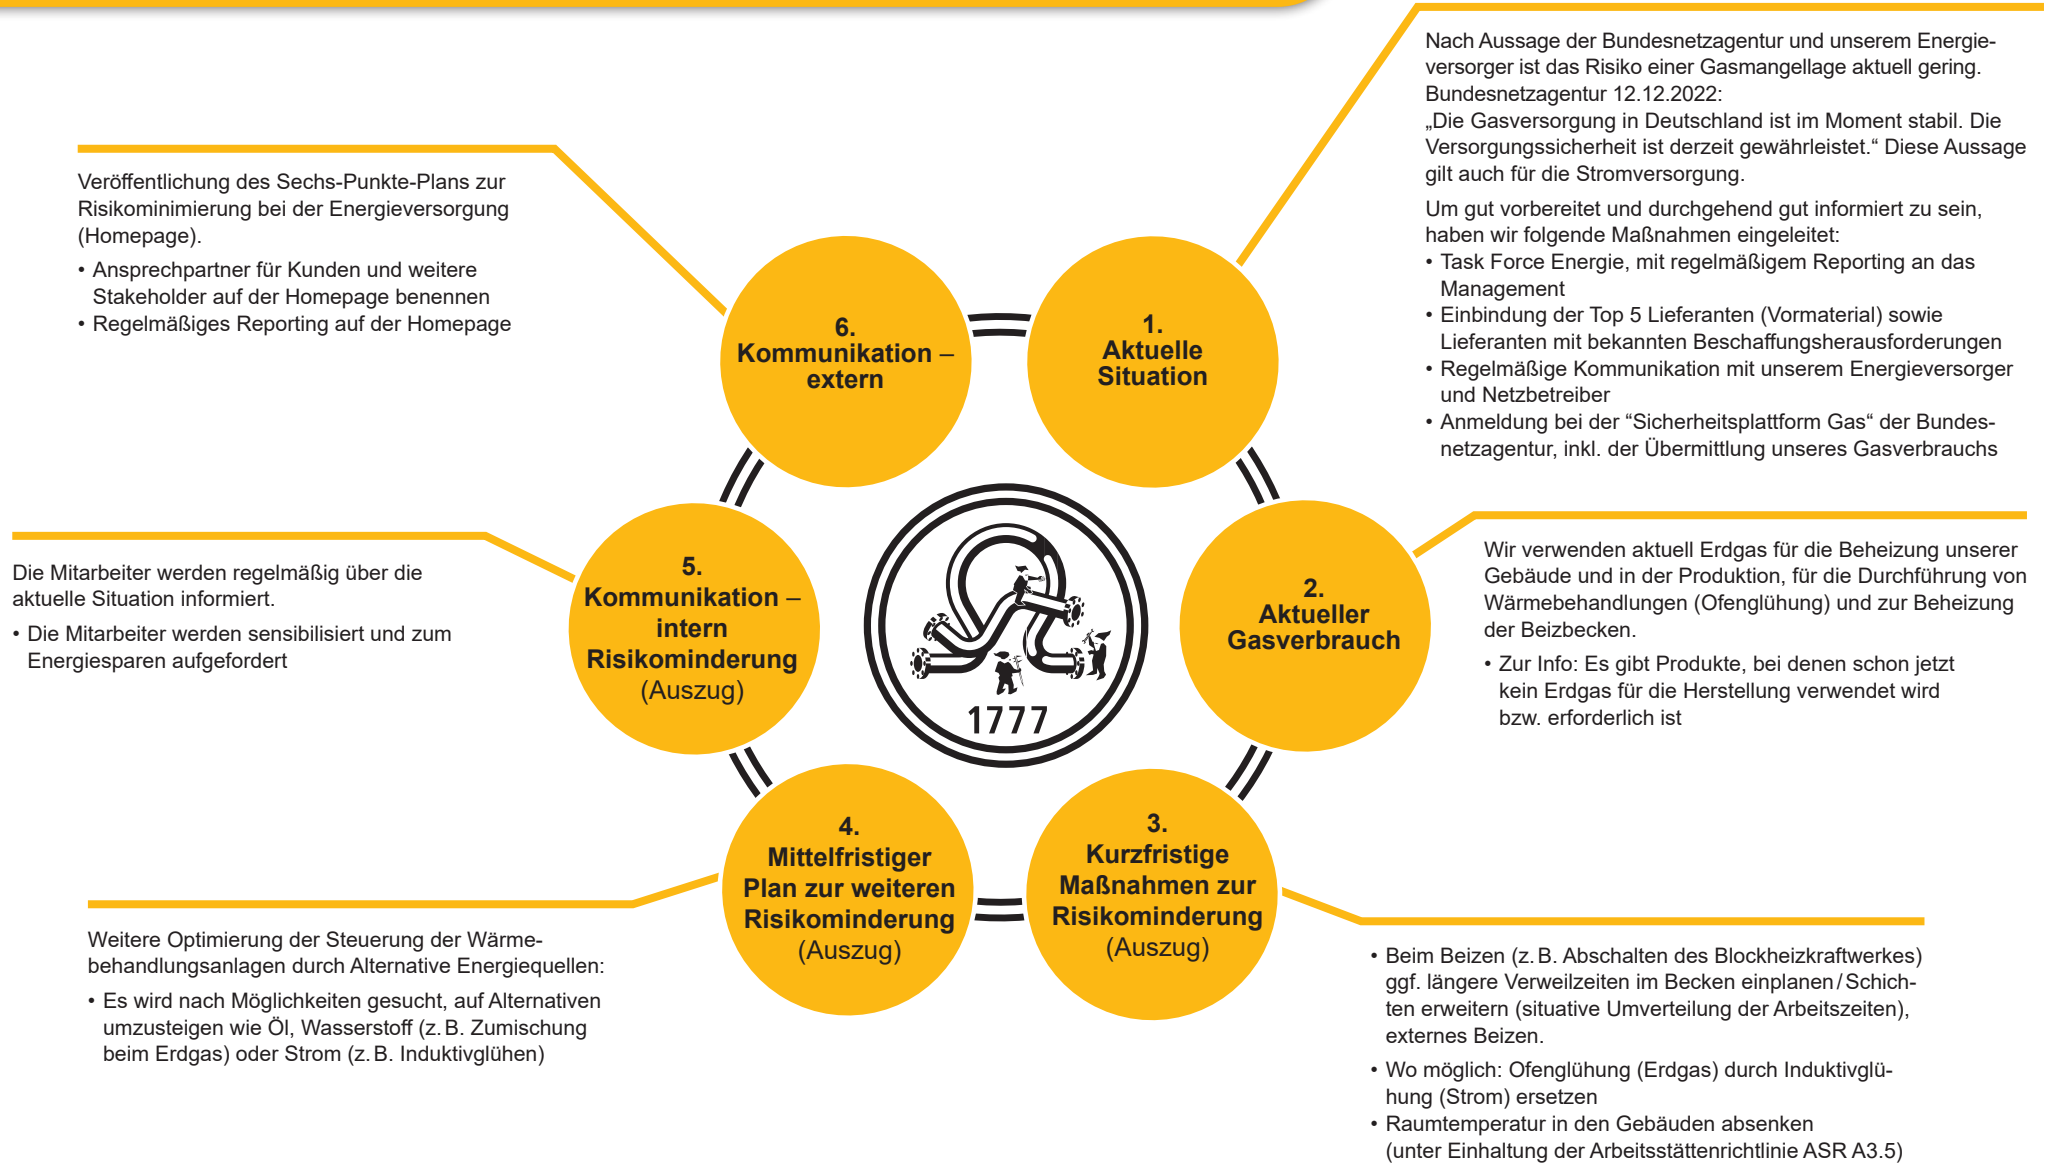 1.
Aktuelle
Situation
Nach Aussage der Bundesnetzagentur und unserem Energie-
versorger ist das Risiko einer Gasmangellage aktuell gering.
Bundesnetzagentur 12.12.2022:
„Die Gasversorgung in Deutschland ist im Moment stabil. Die
Versorgungssicherheit ist derzeit gewährleistet.“ Diese Aussage
gilt auch für die Stromversorgung.
Um gut vorbereitet und durchgehend gut informiert zu sein,
haben wir folgende Maßnahmen eingeleitet:
• Task Force Energie, mit regelmäßigem Reporting an das
Management
• Einbindung der Top 5 Lieferanten (Vormaterial) sowie
Lieferanten mit bekannten Beschaffungsherausforderungen
• Regelmäßige Kommunikation mit unserem Energieversorger
und Netzbetreiber
• Anmeldung bei der “Sicherheitsplattform Gas“ der Bundes-
netzagentur, inkl. der Übermittlung unseres Gasverbrauchs
2.
Aktueller
Gasverbrauch
Wir verwenden aktuell Erdgas für die Beheizung unserer
Gebäude und in der Produktion, für die Durchführung von
Wärmebehandlungen (Ofenglühung) und zur Beheizung
der Beizbecken.
• Zur Info: Es gibt Produkte, bei denen schon jetzt
kein Erdgas für die Herstellung verwendet wird
bzw. erforderlich ist
3.
Kurzfristige
Maßnahmen zur
Risikominderung
(Auszug)
• Beim Beizen (z.B. Abschalten des Blockheizkraftwerkes)
ggf. längere Verweilzeiten im Becken einplanen/Schich-
ten erweitern (situative Umverteilung der Arbeitszeiten),
externes Beizen.
• Wo möglich: Ofenglühung (Erdgas) durch Induktivglü-
hung (Strom) ersetzen
• Raumtemperatur in den Gebäuden absenken
(unter Einhaltung der Arbeitsstättenrichtlinie ASR A3.5)
4.
Mittelfristiger
Plan zur weiteren
Risikominderung
(Auszug)
Weitere Optimierung der Steuerung der Wärme-
behandlungsanlagen durch Alternative Energiequellen:
• Es wird nach Möglichkeiten gesucht, auf Alternativen
umzusteigen wie Öl, Wasserstoff (z.B. Zumischung
beim Erdgas) oder Strom (z.B. Induktivglühen)
5.
Kommunikation –
intern
Risikominderung
(Auszug)
Die Mitarbeiter werden regelmäßig über die
aktuelle Situation informiert.
• Die Mitarbeiter werden sensibilisiert und zum
Energiesparen aufgefordert
6.
Kommunikation –
extern
Veröffentlichung des Sechs-Punkte-Plans zur
Risikominimierung bei der Energieversorgung
(Homepage).
• Ansprechpartner für Kunden und weitere
Stakeholder auf der Homepage benennen
• Regelmäßiges Reporting auf der Homepage
1777